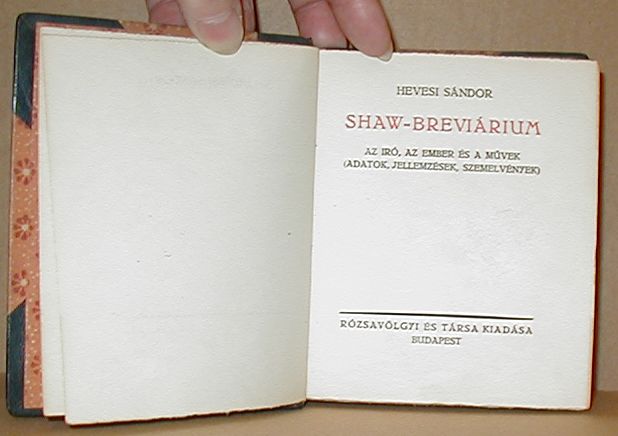 HEVESI SÁNDOR
SHAW-BREVIÁRIUM
AZ IRÓ, AZ EMBER ÉS A MŰVEK
(ADATOK, JELLEMZÉSEK, SZEMELVÉNYEK)
RÓZSAVÖLGYI ÉS TÁRSA KIADÁSA
BUDAPEST